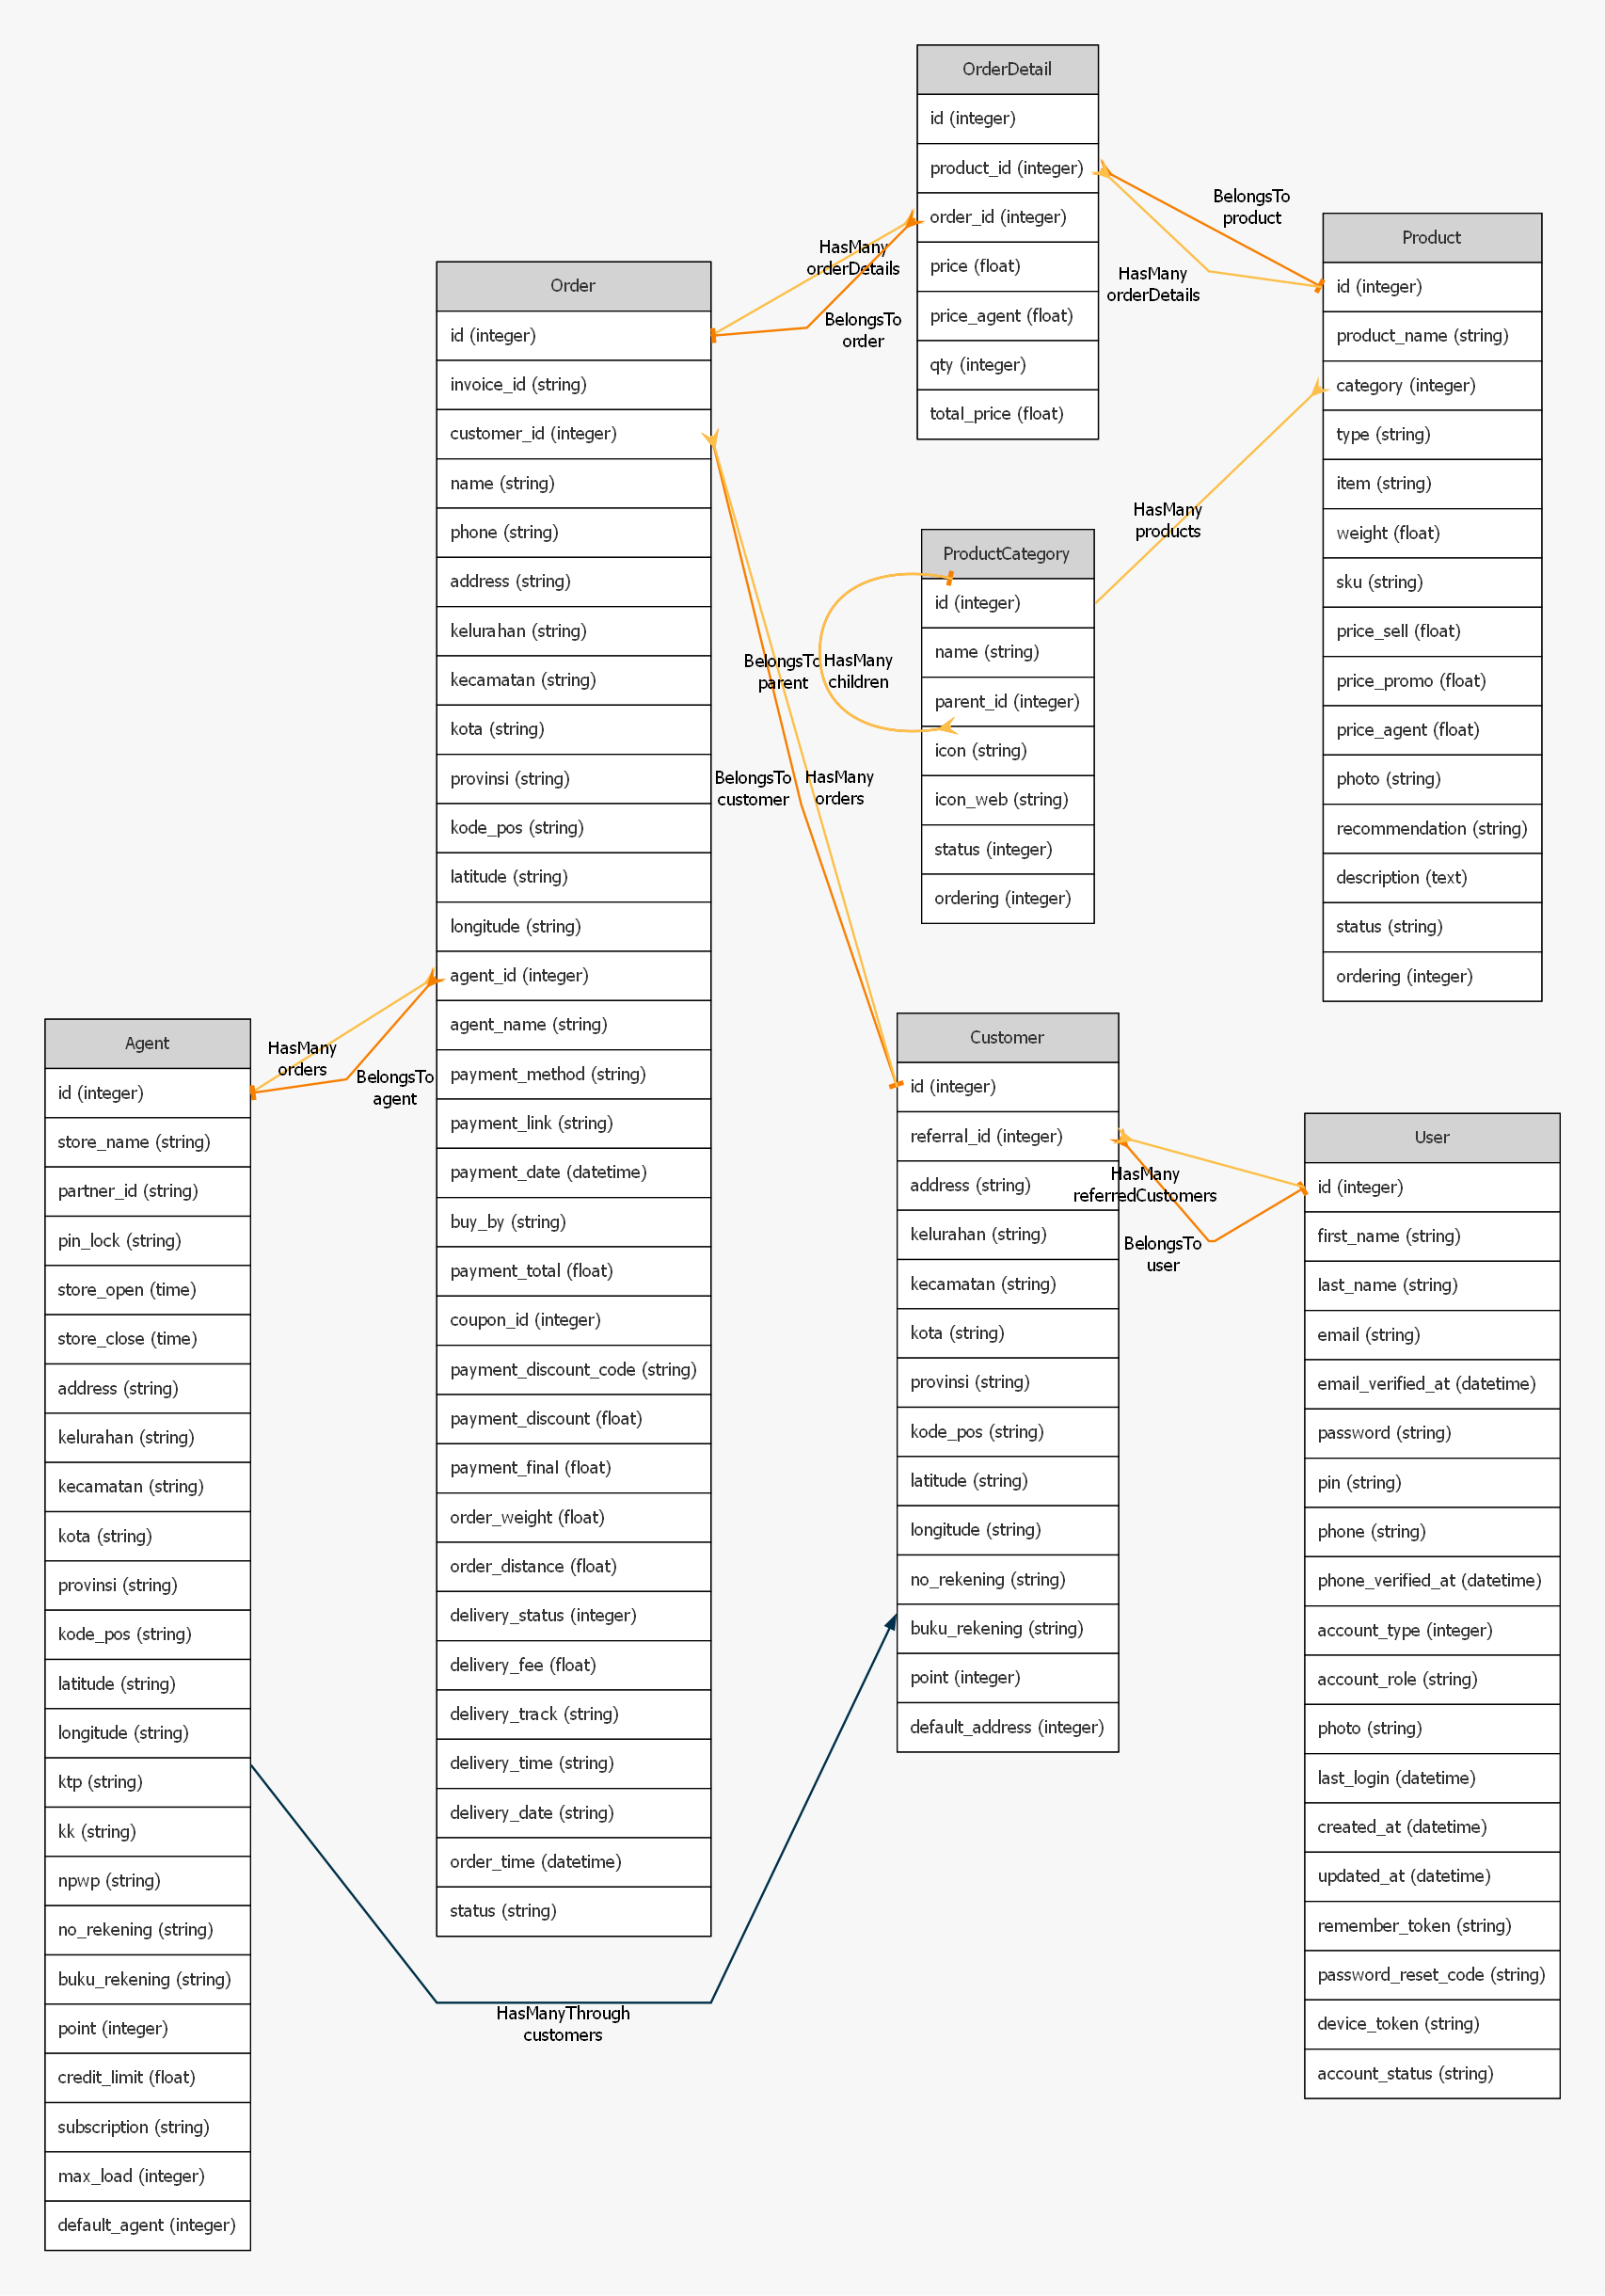 OrderDetail
id (integer)
product_id (integer)
order_id (integer)
price (float)
price_agent (float)
qty (integer)
total_price (float)
BelongsTo
product
HasMany
orderDetails
HasMany
orderDetails
BelongsTo
order
Product
id (integer)
product_name (string)
category (integer)
type (string)
item (string)
weight (float)
sku (string)
price_sell (float)
price_promo (float)
price_agent (float)
photo (string)
recommendation (string)
description (text)
status (string)
ordering (integer)
HasMany
products
Order
id (integer)
invoice_id (string)
customer_id (integer)
name (string)
phone (string)
address (string)
kelurahan (string)
kecamatan (string)
kota (string)
provinsi (string)
kode_pos (string)
latitude (string)
longitude (string)
agent_id (integer)
agent_name (string)
payment_method (string)
payment_link (string)
payment_date (datetime)
buy_by (string)
payment_total (float)
coupon_id (integer)
payment_discount_code (string)
payment_discount (float)
payment_final (float)
order_weight (float)
order_distance (float)
delivery_status (integer)
delivery_fee (float)
delivery_track (string)
delivery_time (string)
delivery_date (string)
order_time (datetime)
status (string)
ProductCategory
id (integer)
name (string)
parent_id (integer)
icon (string)
icon_web (string)
status (integer)
ordering (integer)
BelongsTo
parent
HasMany
children
BelongsTo
customer
HasMany
orders
Agent
id (integer)
store_name (string)
partner_id (string)
pin_lock (string)
store_open (time)
store_close (time)
address (string)
kelurahan (string)
kecamatan (string)
kota (string)
provinsi (string)
kode_pos (string)
latitude (string)
longitude (string)
ktp (string)
kk (string)
npwp (string)
no_rekening (string)
buku_rekening (string)
point (integer)
credit_limit (float)
subscription (string)
max_load (integer)
default_agent (integer)
HasMany
orders
BelongsTo
agent
Customer
id (integer)
referral_id (integer)
address (string)
kelurahan (string)
kecamatan (string)
kota (string)
provinsi (string)
kode_pos (string)
latitude (string)
longitude (string)
no_rekening (string)
buku_rekening (string)
point (integer)
default_address (integer)
HasMany
referredCustomers
BelongsTo
user
User
id (integer)
first_name (string)
last_name (string)
email (string)
email_verified_at (datetime)
password (string)
pin (string)
phone (string)
phone_verified_at (datetime)
account_type (integer)
account_role (string)
photo (string)
last_login (datetime)
created_at (datetime)
updated_at (datetime)
remember_token (string)
password_reset_code (string)
device_token (string)
account_status (string)
HasManyThrough
customers